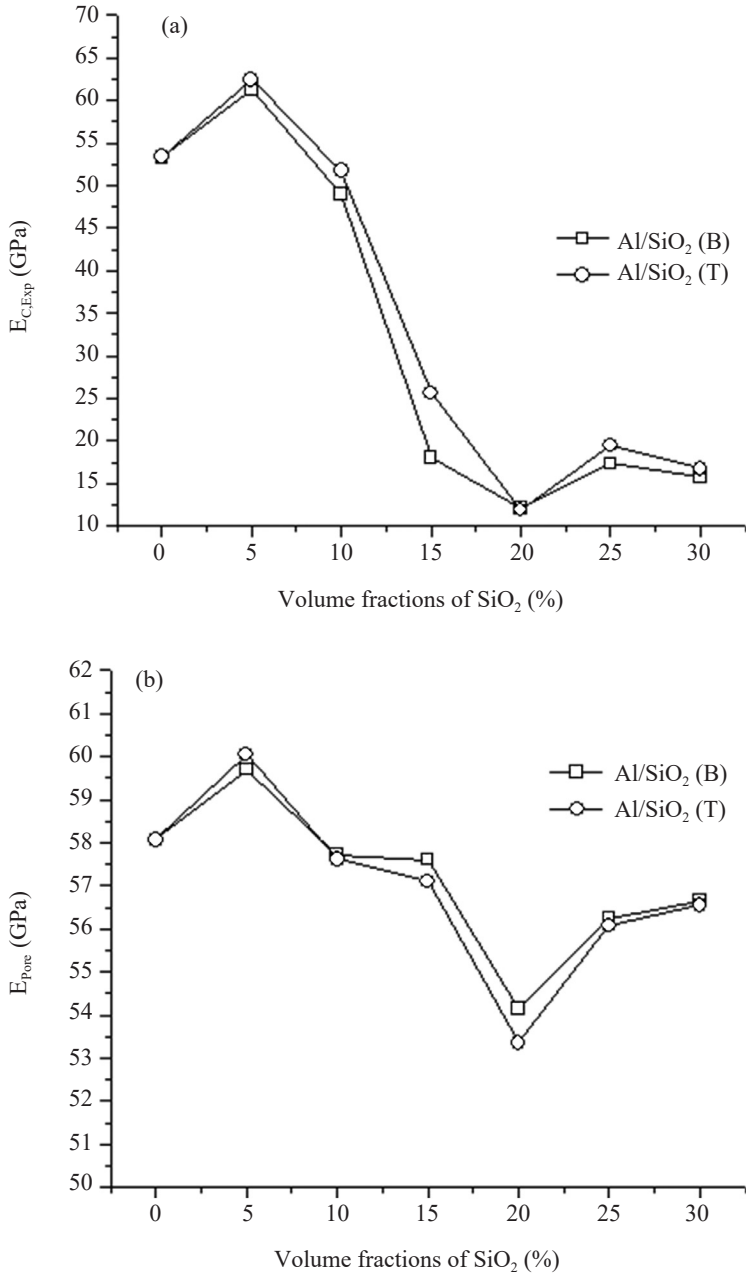 (a)
70
65
60
55
50
45
40
35
30
25
20
15
10
E_C,Exp (GPa)
Al/SiO₂ (B)
Al/SiO₂ (T)
0 5 10 15 20 25 30
Volume fractions of SiO₂ (%)
(b)
62
61
60
59
58
57
56
55
54
53
52
51
50
E_Pore (GPa)
Al/SiO₂ (B)
Al/SiO₂ (T)
0 5 10 15 20 25 30
Volume fractions of SiO₂ (%)